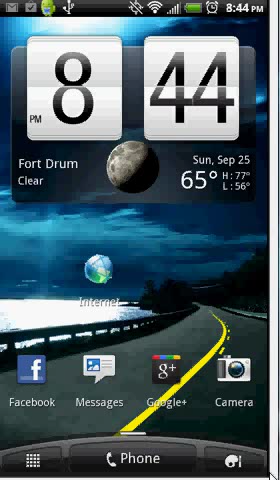 8:44 PM
8 44
PM
Fort Drum
Clear
Sun, Sep 25
65° H: 77°
L: 56°
Internet
Facebook Messages Google+ Camera
Phone